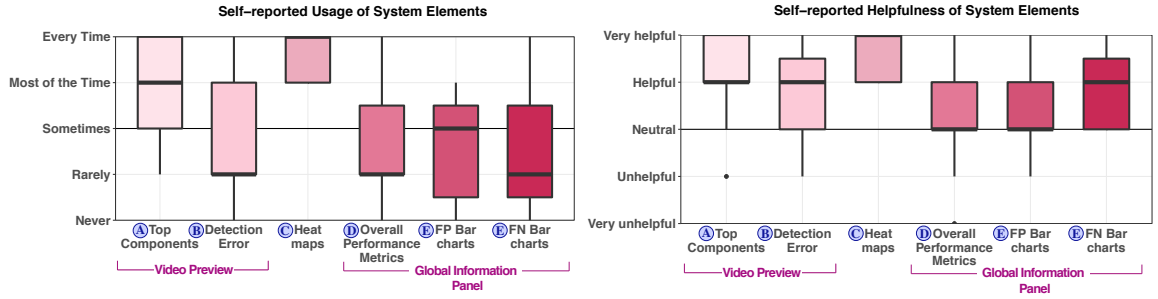 Self-reported Usage of System Elements
Every Time
Most of the Time
Sometimes
Rarely
Never
A Top
Components
B Detection
Error
C Heat
maps
D Overall
Performance
Metrics
E FP Bar
charts
E FN Bar
charts
Video Preview
Global Information
Panel
Self-reported Helpfulness of System Elements
Very helpful
Helpful
Neutral
Unhelpful
Very unhelpful
A Top
Components
B Detection
Error
C Heat
maps
D Overall
Performance
Metrics
E FP Bar
charts
E FN Bar
charts
Video Preview
Global Information
Panel